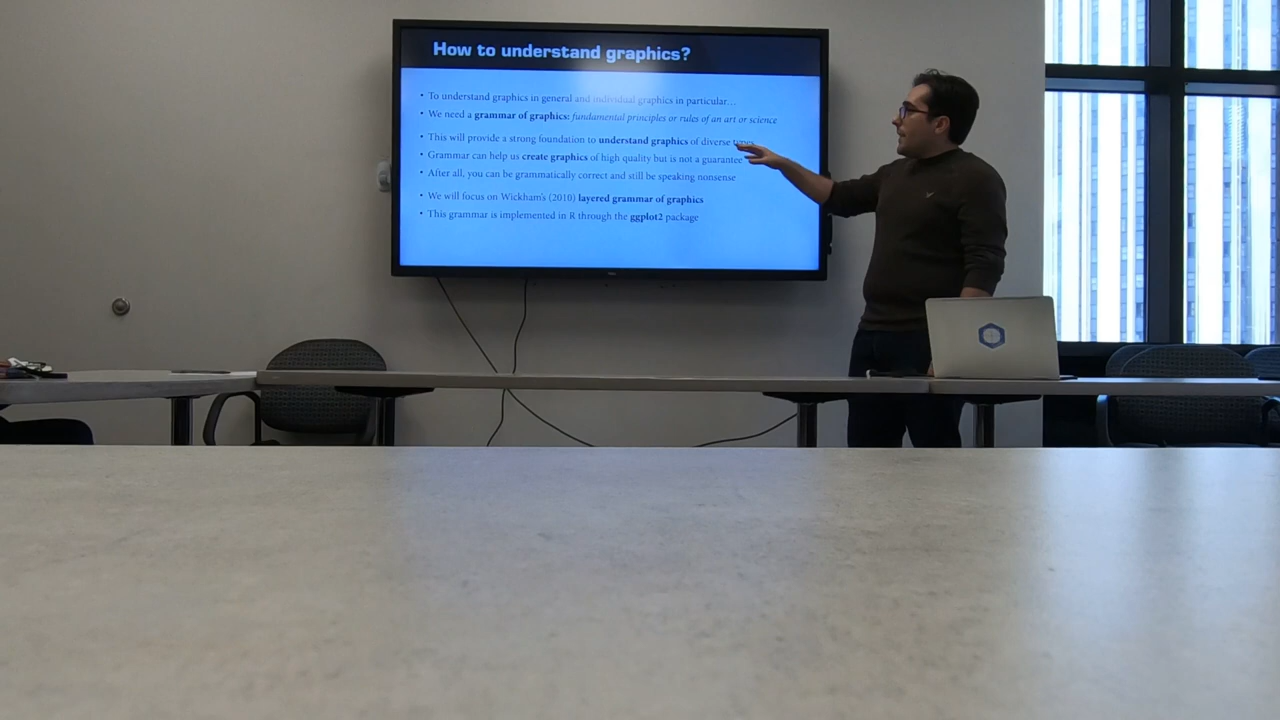 How to understand graphics?
• To understand graphics in general and individual graphics in particular...
• We need a grammar of graphics: fundamental principles or rules of an art or science
• This will provide a strong foundation to understand graphics of diverse types
• Grammar can help us create graphics of high quality but is not a guarantee
• After all, you can be grammatically correct and still be speaking nonsense
• We will focus on Wickham's (2010) layered grammar of graphics
• This grammar is implemented in R through the ggplot2 package